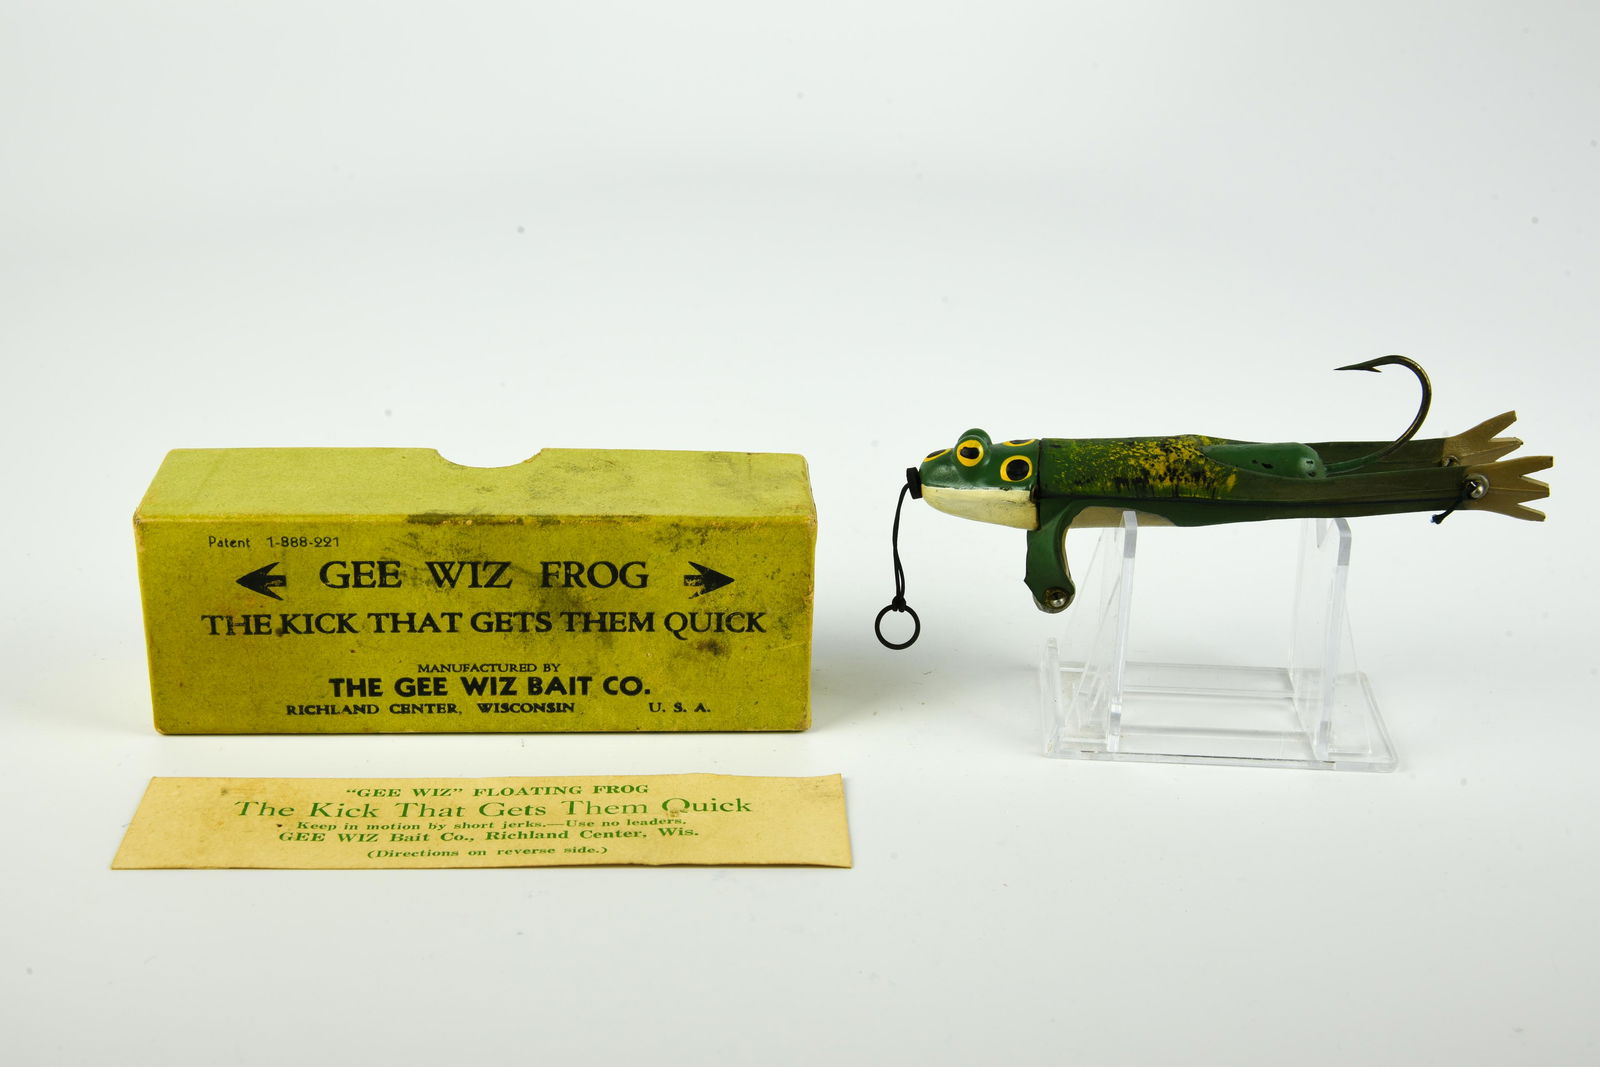 Patent 1-888-221
GEE WIZ FROG
THE KICK THAT GETS THEM QUICK
MANUFACTURED BY
THE GEE WIZ BAIT CO.
RICHLAND CENTER, WISCONSIN U. S. A.
"GEE WIZ" FLOATING FROG
The Kick That Gets Them Quick
Keep in motion by short jerks.—Use no leaders.
GEE WIZ Bait Co., Richland Center, Wis.
(Directions on reverse side.)